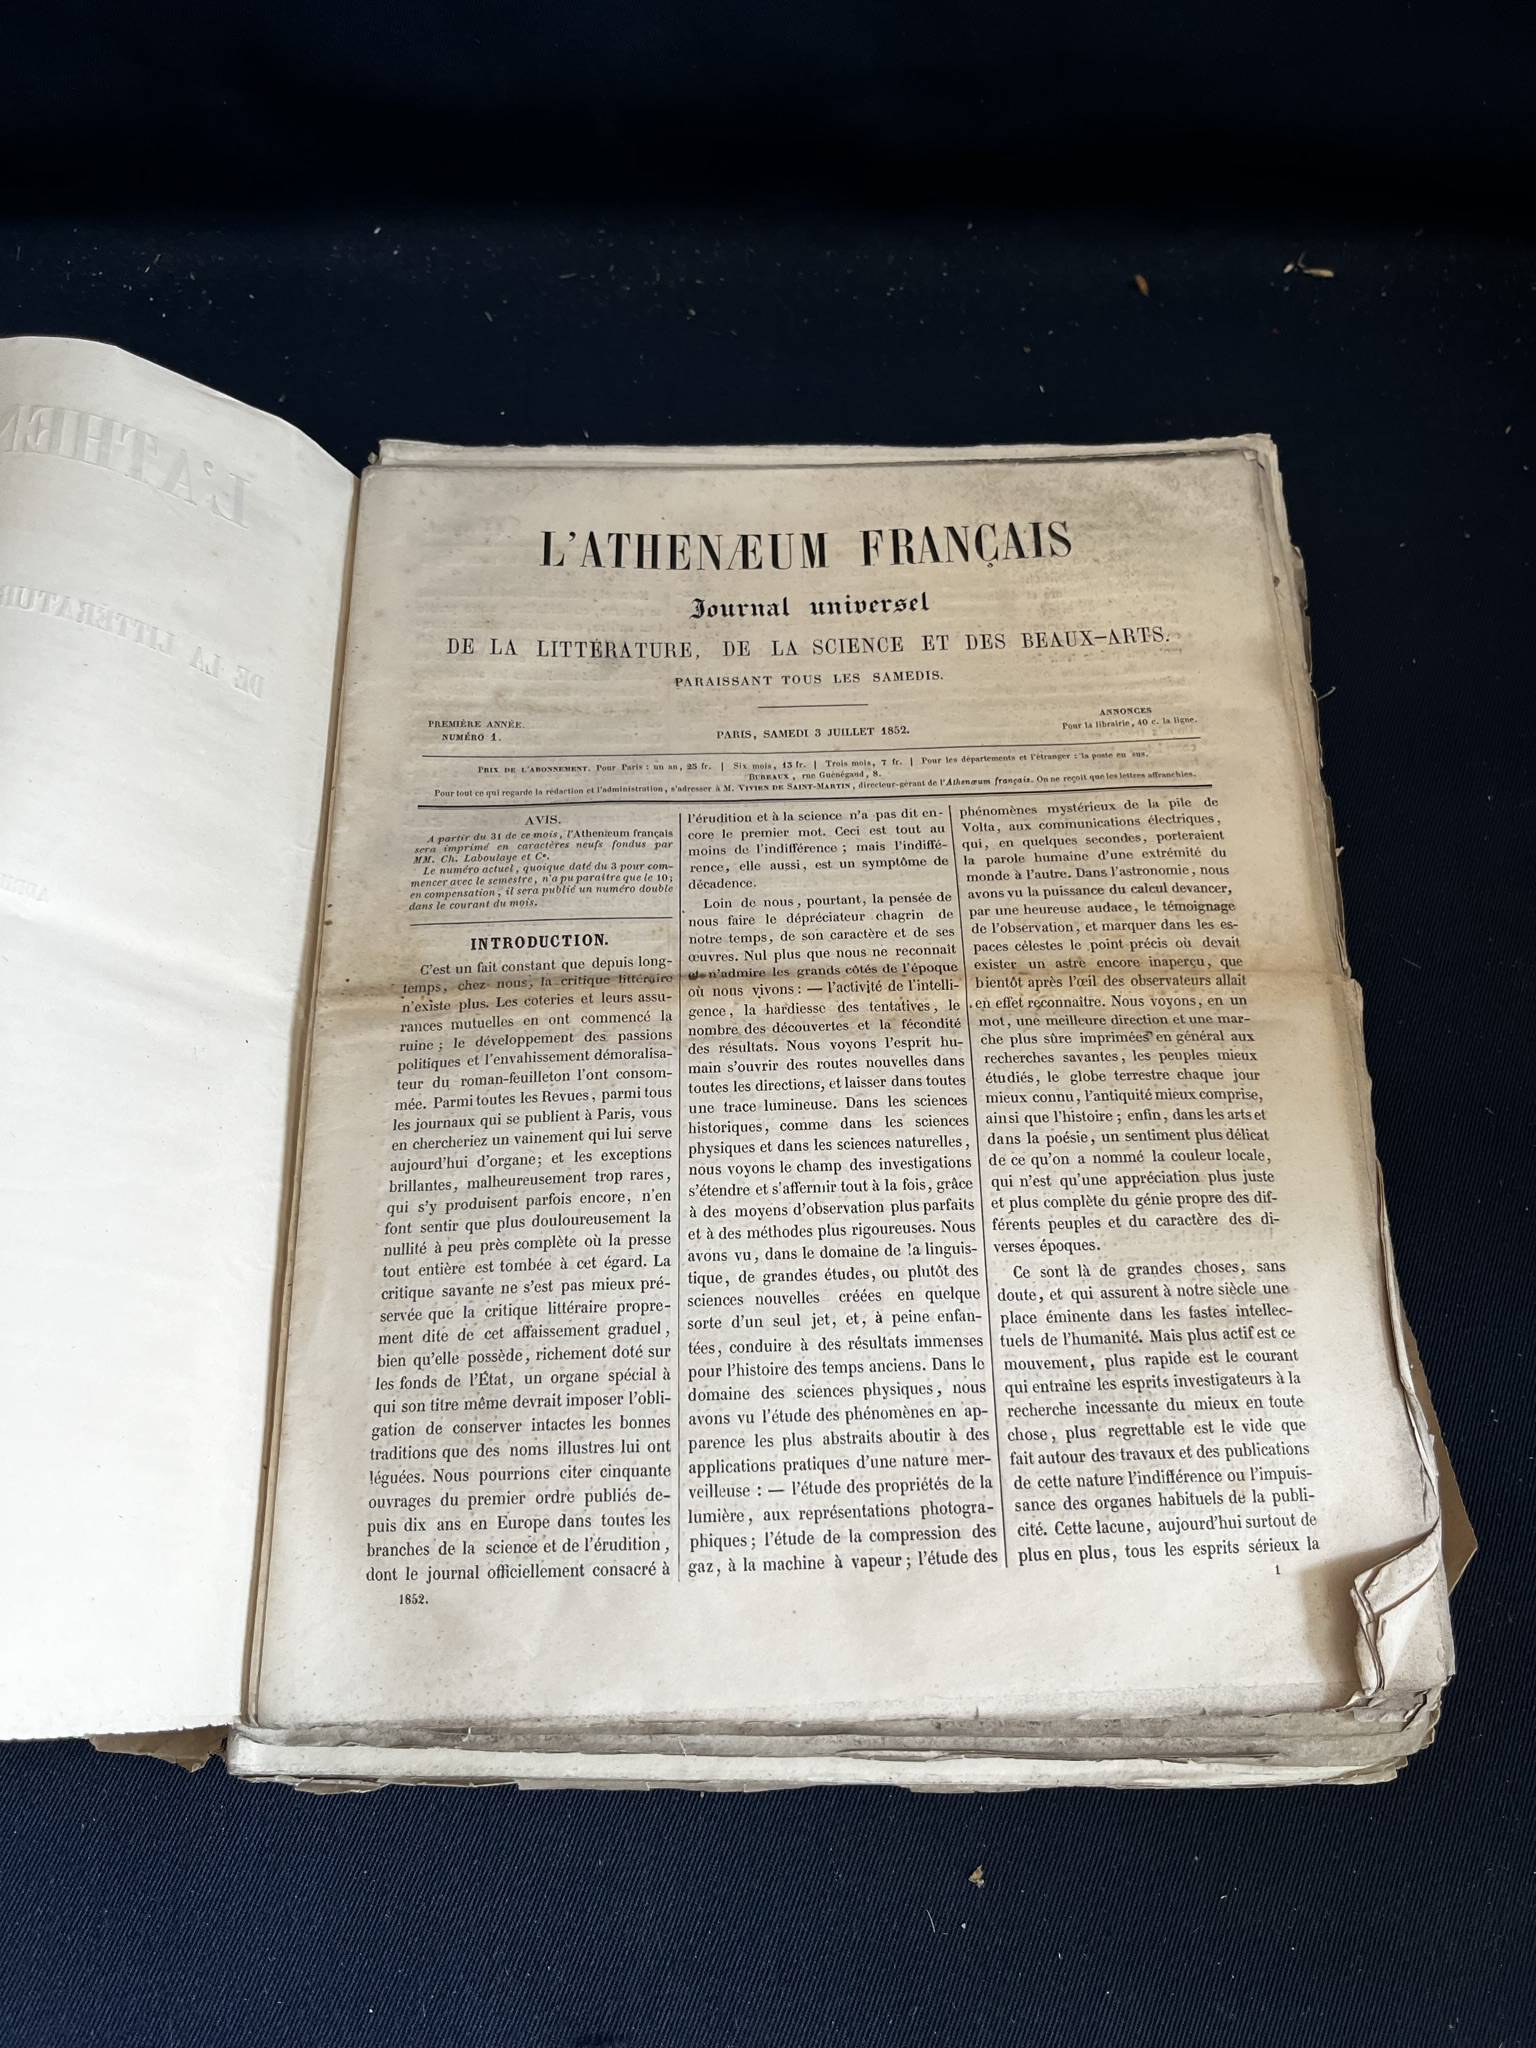 L'ATHENÆUM FRANÇAIS
Journal universel
DE LA LITTÉRATURE, DE LA SCIENCE ET DES BEAUX-ARTS.
PARAISSANT TOUS LES SAMEDIS.
PREMIÈRE ANNÉE.
NUMÉRO 1.
PARIS, SAMEDI 3 JUILLET 1852.
ANNONCES
Pour la librairie, 40 c. la ligne.
PRIX DE L'ABONNEMENT. Pour Paris : un an, 25 fr. | Six mois, 13 fr. | Trois mois, 7 fr. | Pour les départements et l'étranger : la poste en sus.
BUREAUX, rue Guénégaud, 8.
Pour tout ce qui regarde la rédaction et l'administration, s'adresser à M. VIVIEN DE SAINT-MARTIN, directeur-gérant de l'Athenæum français. On ne reçoit que les lettres affranchies.
AVIS.
A partir du 31 de ce mois, l'Athenæum français
sera imprimé en caractères neufs fondus par
MM. Ch. Laboulaye et Ce.
Le numéro actuel, quoique daté du 3 pour com-
mencer avec le semestre, n'a pu paraître que le 10;
en compensation, il sera publié un numéro double
dans le courant du mois.
INTRODUCTION.
C'est un fait constant que depuis long-
temps, chez nous, la critique littéraire
n'existe plus. Les coteries et leurs assu-
rances mutuelles en ont commencé la
ruine ; le développement des passions
politiques et l'envahissement démoralisa-
teur du roman-feuilleton l'ont consom-
mée. Parmi toutes les Revues, parmi tous
les journaux qui se publient à Paris, vous
en chercheriez un vainement qui lui serve
aujourd'hui d'organe; et les exceptions
brillantes, malheureusement trop rares,
qui s'y produisent parfois encore, n'en
font sentir que plus douloureusement la
nullité à peu près complète où la presse
tout entière est tombée à cet égard. La
critique savante ne s'est pas mieux pré-
servée que la critique littéraire propre-
ment dite de cet affaissement graduel,
bien qu'elle possède, richement doté sur
les fonds de l'État, un organe spécial à
qui son titre même devrait imposer l'obli-
gation de conserver intactes les bonnes
traditions que des noms illustres lui ont
léguées. Nous pourrions citer cinquante
ouvrages du premier ordre publiés de-
puis dix ans en Europe dans toutes les
branches de la science et de l'érudition,
dont le journal officiellement consacré à
1852.
l'érudition et à la science n'a pas dit en-
core le premier mot. Ceci est tout au
moins de l'indifférence ; mais l'indiffé-
rence, elle aussi, est un symptôme de
décadence.
Loin de nous, pourtant, la pensée de
nous faire le dépréciateur chagrin de
notre temps, de son caractère et de ses
œuvres. Nul plus que nous ne reconnaît
et n'admire les grands côtés de l'époque
où nous vivons : — l'activité de l'intelli-
gence, la hardiesse des tentatives, le
nombre des découvertes et la fécondité
des résultats. Nous voyons l'esprit hu-
main s'ouvrir des routes nouvelles dans
toutes les directions, et laisser dans toutes
une trace lumineuse. Dans les sciences
historiques, comme dans les sciences
physiques et dans les sciences naturelles,
nous voyons le champ des investigations
s'étendre et s'affermir tout à la fois, grâce
à des moyens d'observation plus parfaits
et à des méthodes plus rigoureuses. Nous
avons vu, dans le domaine de la linguis-
tique, de grandes études, ou plutôt des
sciences nouvelles créées en quelque
sorte d'un seul jet, et, à peine enfan-
tées, conduire à des résultats immenses
pour l'histoire des temps anciens. Dans le
domaine des sciences physiques, nous
avons vu l'étude des phénomènes en ap-
parence les plus abstraits aboutir à des
applications pratiques d'une nature mer-
veilleuse : — l'étude des propriétés de la
lumière, aux représentations photogra-
phiques; l'étude de la compression des
gaz, à la machine à vapeur; l'étude des
phénomènes mystérieux de la pile de
Volta, aux communications électriques,
qui, en quelques secondes, porteraient
la parole humaine d'une extrémité du
monde à l'autre. Dans l'astronomie, nous
avons vu la puissance du calcul devancer,
par une heureuse audace, le témoignage
de l'observation, et marquer dans les es-
paces célestes le point précis où devait
exister un astre encore inaperçu, que
bientôt après l'œil des observateurs allait
en effet reconnaître. Nous voyons, en un
mot, une meilleure direction et une mar-
che plus sûre imprimées en général aux
recherches savantes, les peuples mieux
étudiés, le globe terrestre chaque jour
mieux connu, l'antiquité mieux comprise,
ainsi que l'histoire ; enfin, dans les arts et
dans la poésie, un sentiment plus délicat
de ce qu'on a nommé la couleur locale,
qui n'est qu'une appréciation plus juste
et plus complète du génie propre des dif-
férents peuples et du caractère des di-
verses époques.
Ce sont là de grandes choses, sans
doute, et qui assurent à notre siècle une
place éminente dans les fastes intellec-
tuels de l'humanité. Mais plus actif est ce
mouvement, plus rapide est le courant
qui entraîne les esprits investigateurs à la
recherche incessante du mieux en toute
chose, plus regrettable est le vide que
fait autour des travaux et des publications
de cette nature l'indifférence ou l'impuis-
sance des organes habituels de la publi-
cité. Cette lacune, aujourd'hui surtout de
plus en plus, tous les esprits sérieux la
1
L'ATHEN
DE LA LITTERATUR